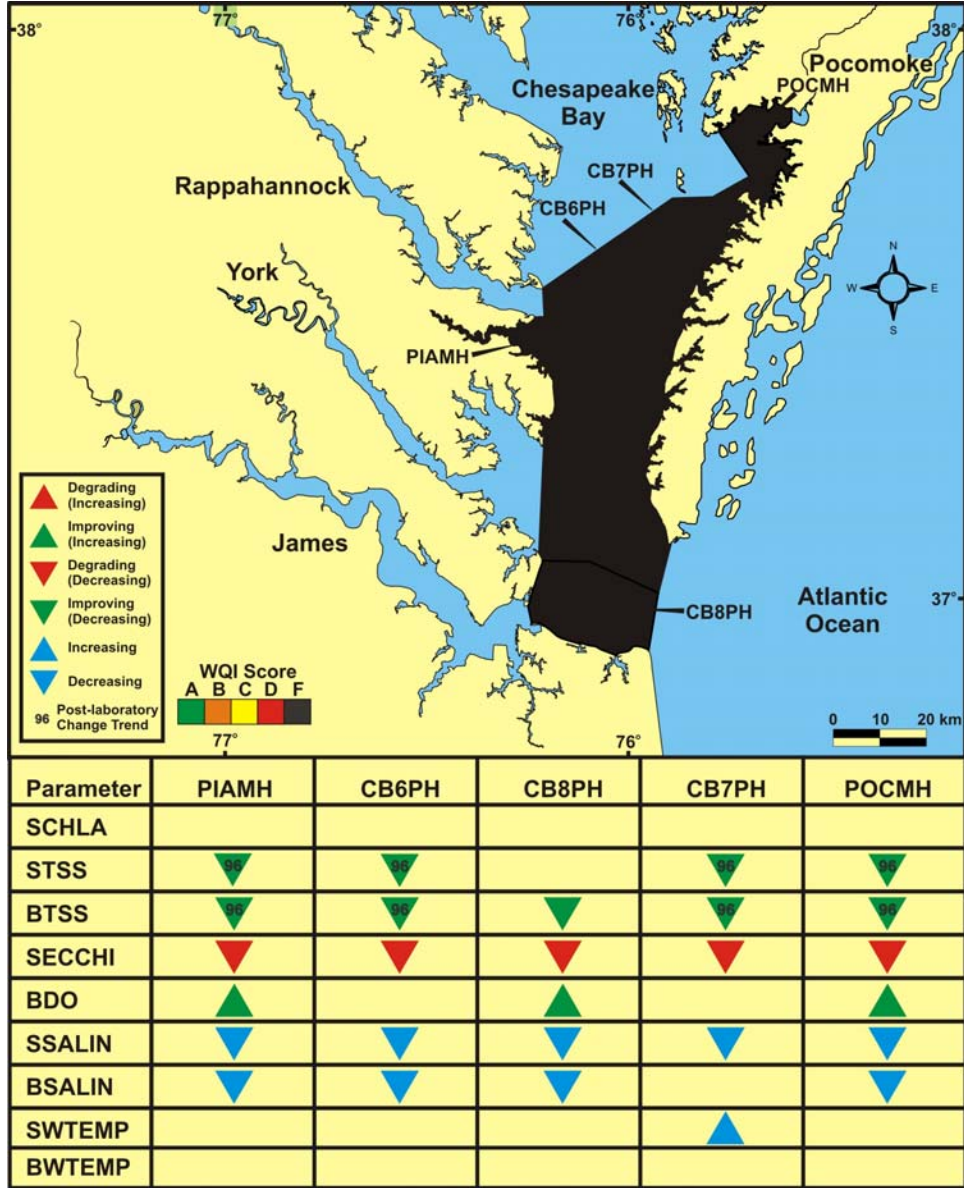 38°
77°
76°
38°
Pocomoke
POCMH
Chesapeake
Bay
CB7PH
Rappahannock
CB6PH
York
N
W E
S
PIAMH
James
CB8PH
37°
Atlantic
Ocean
Degrading
(Increasing)
Improving
(Increasing)
Degrading
(Decreasing)
Improving
(Decreasing)
Increasing
Decreasing
96 Post-laboratory
Change Trend
WQI Score
A B C D F
0 10 20 km
77°
76°
Parameter PIAMH CB6PH CB8PH CB7PH POCMH
SCHLA
STSS 96 96 96 96
BTSS 96 96 96 96
SECCHI
BDO
SSALIN
BSALIN
SWTEMP
BWTEMP